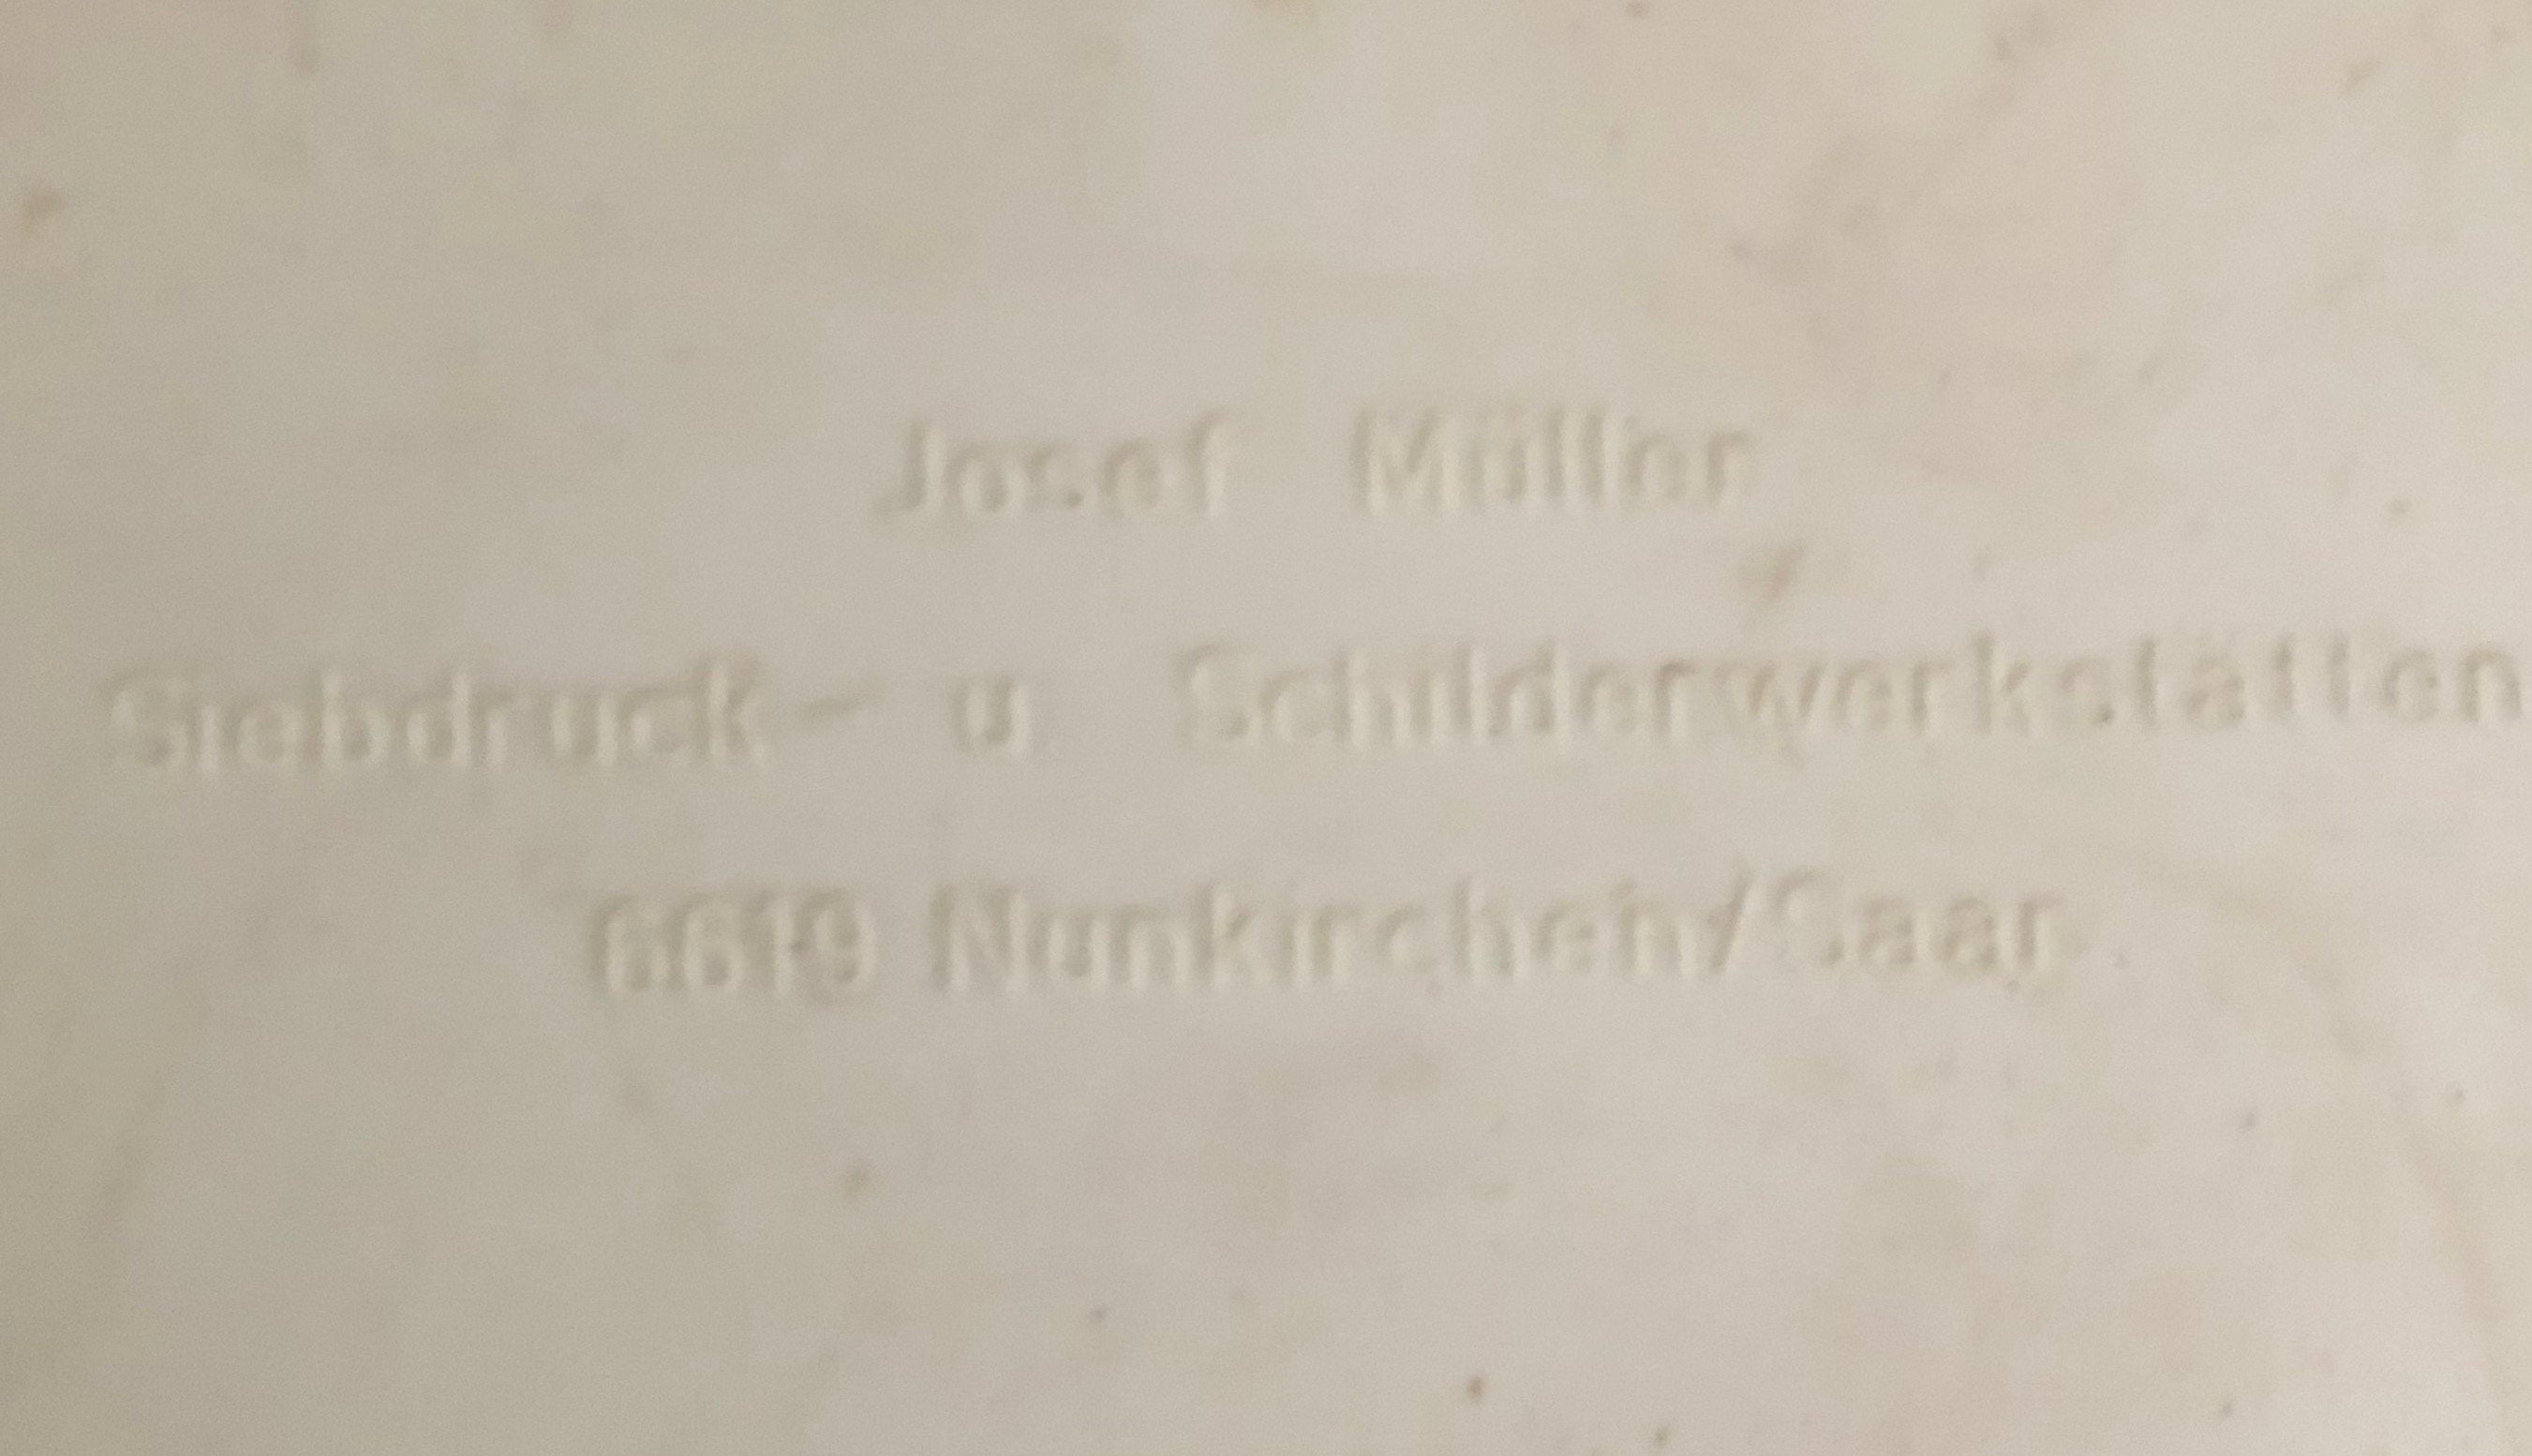 Josef Müller
Siebdruck- u Schilderwerkstätten
6619 Nunkirchen/Saar